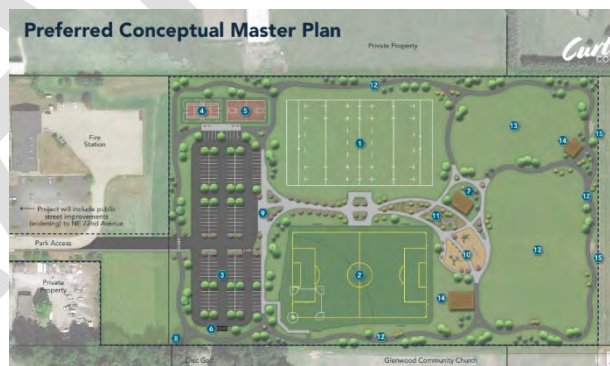 Preferred Conceptual Master Plan
Private Property
Curt
CO
12
4
5
Fire
Station
1
13
14
15
Project will include public
street improvements
(widening) to NE 72nd Avenue
7
12
9
11
Park Access
10
13
15
3
2
14
Private
Property
6
8
12
Disc Golf
Glenwood Community Church